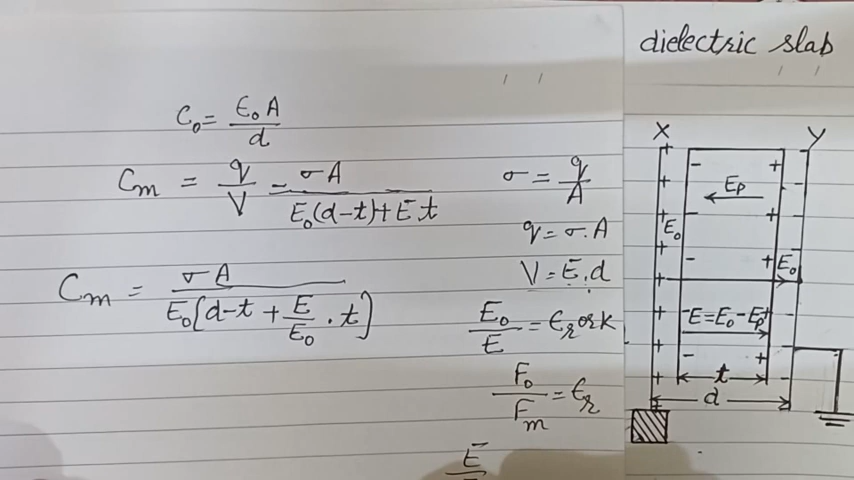 dielectric slab
C₀ = ε₀A/d
Cₘ = q/V = σA/(E₀(d-t)+E t)
Cₘ = σA/(E₀[d-t + E/E₀ . t])
σ = q/A
q = σ.A
V = E.d
E₀/E = εᵣ or K
F₀/Fₘ = εᵣ
E
X Y
+ - + -
Eₚ
E₀
E₀
E=E₀-Eₚ
t
d